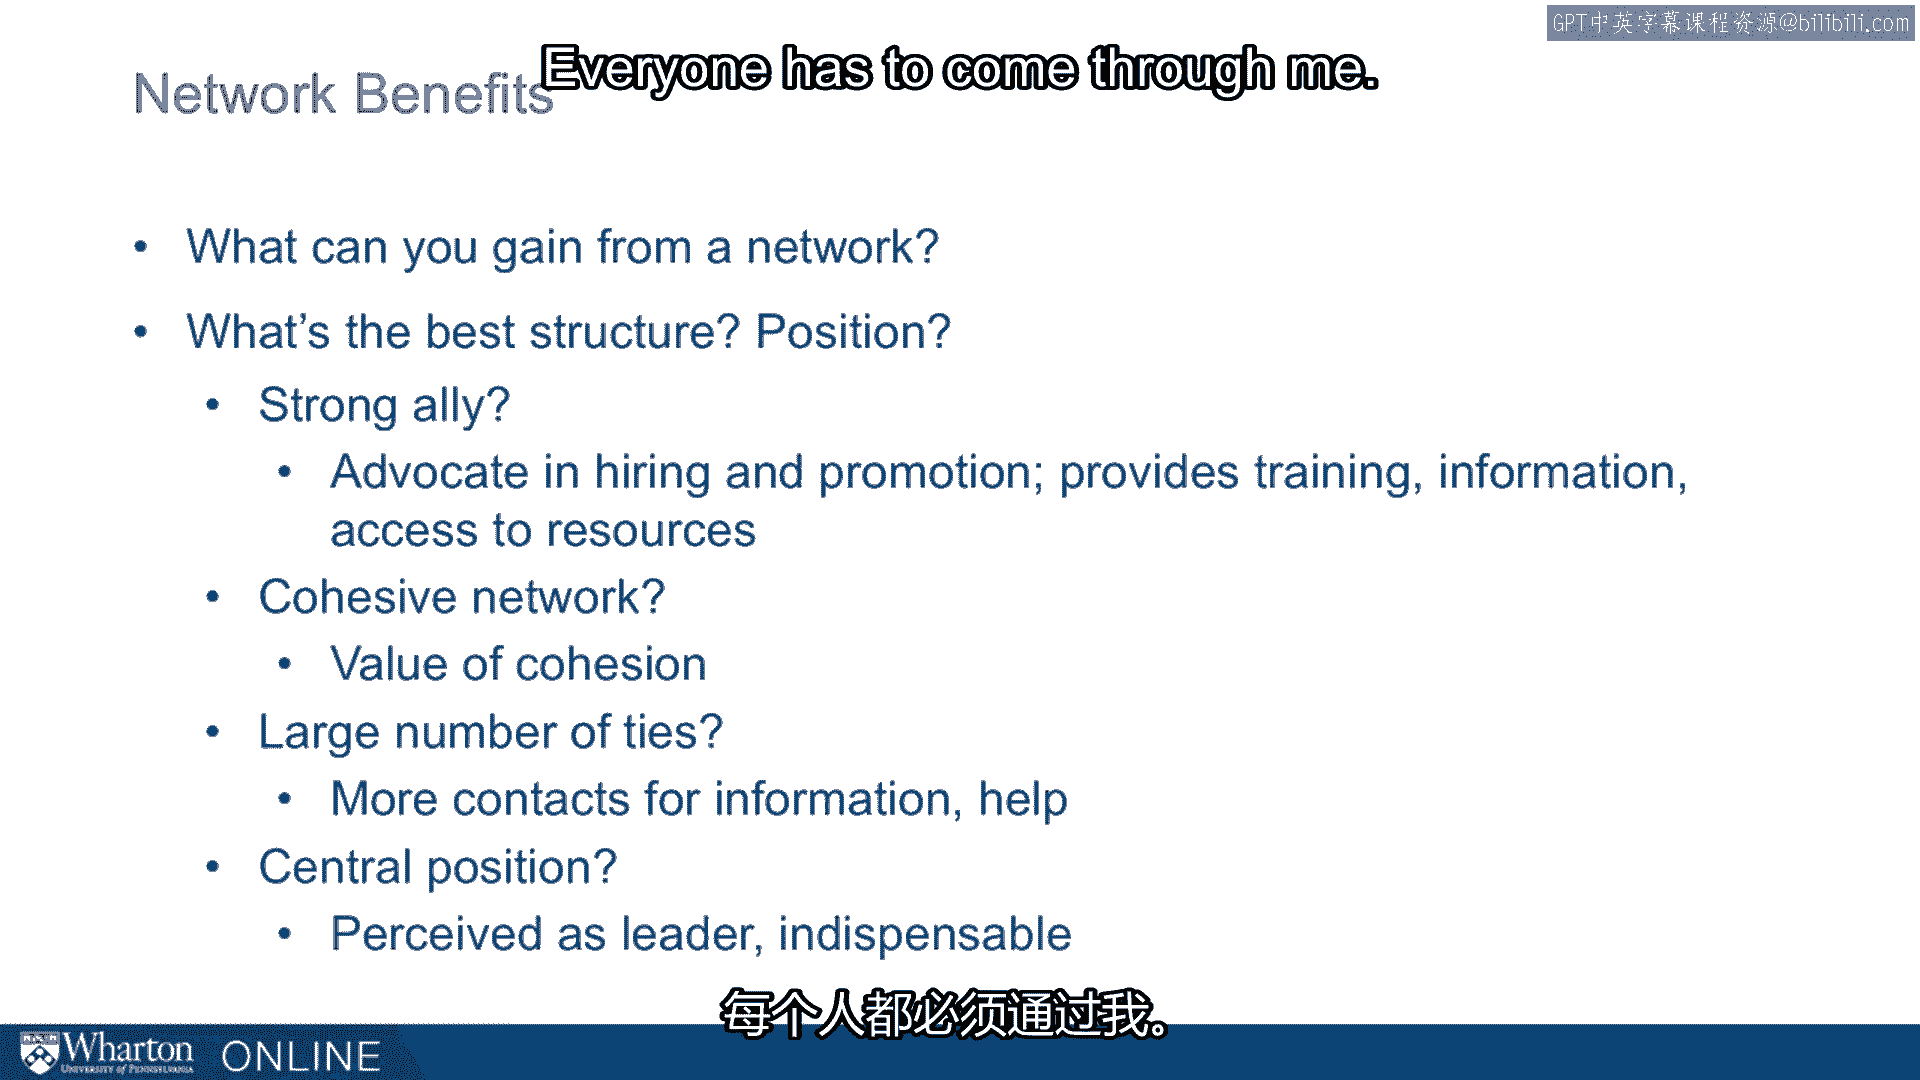 GPT中英字幕课程资源@bilibili.com
Everyone has to come through me.
Network Benefits
• What can you gain from a network?
• What’s the best structure? Position?
• Strong ally?
• Advocate in hiring and promotion; provides training, information,
access to resources
• Cohesive network?
• Value of cohesion
• Large number of ties?
• More contacts for information, help
• Central position?
• Perceived as leader, indispensable
每个人都必须通过我。
Wharton
UNIVERSITY of PENNSYLVANIA
ONLINE